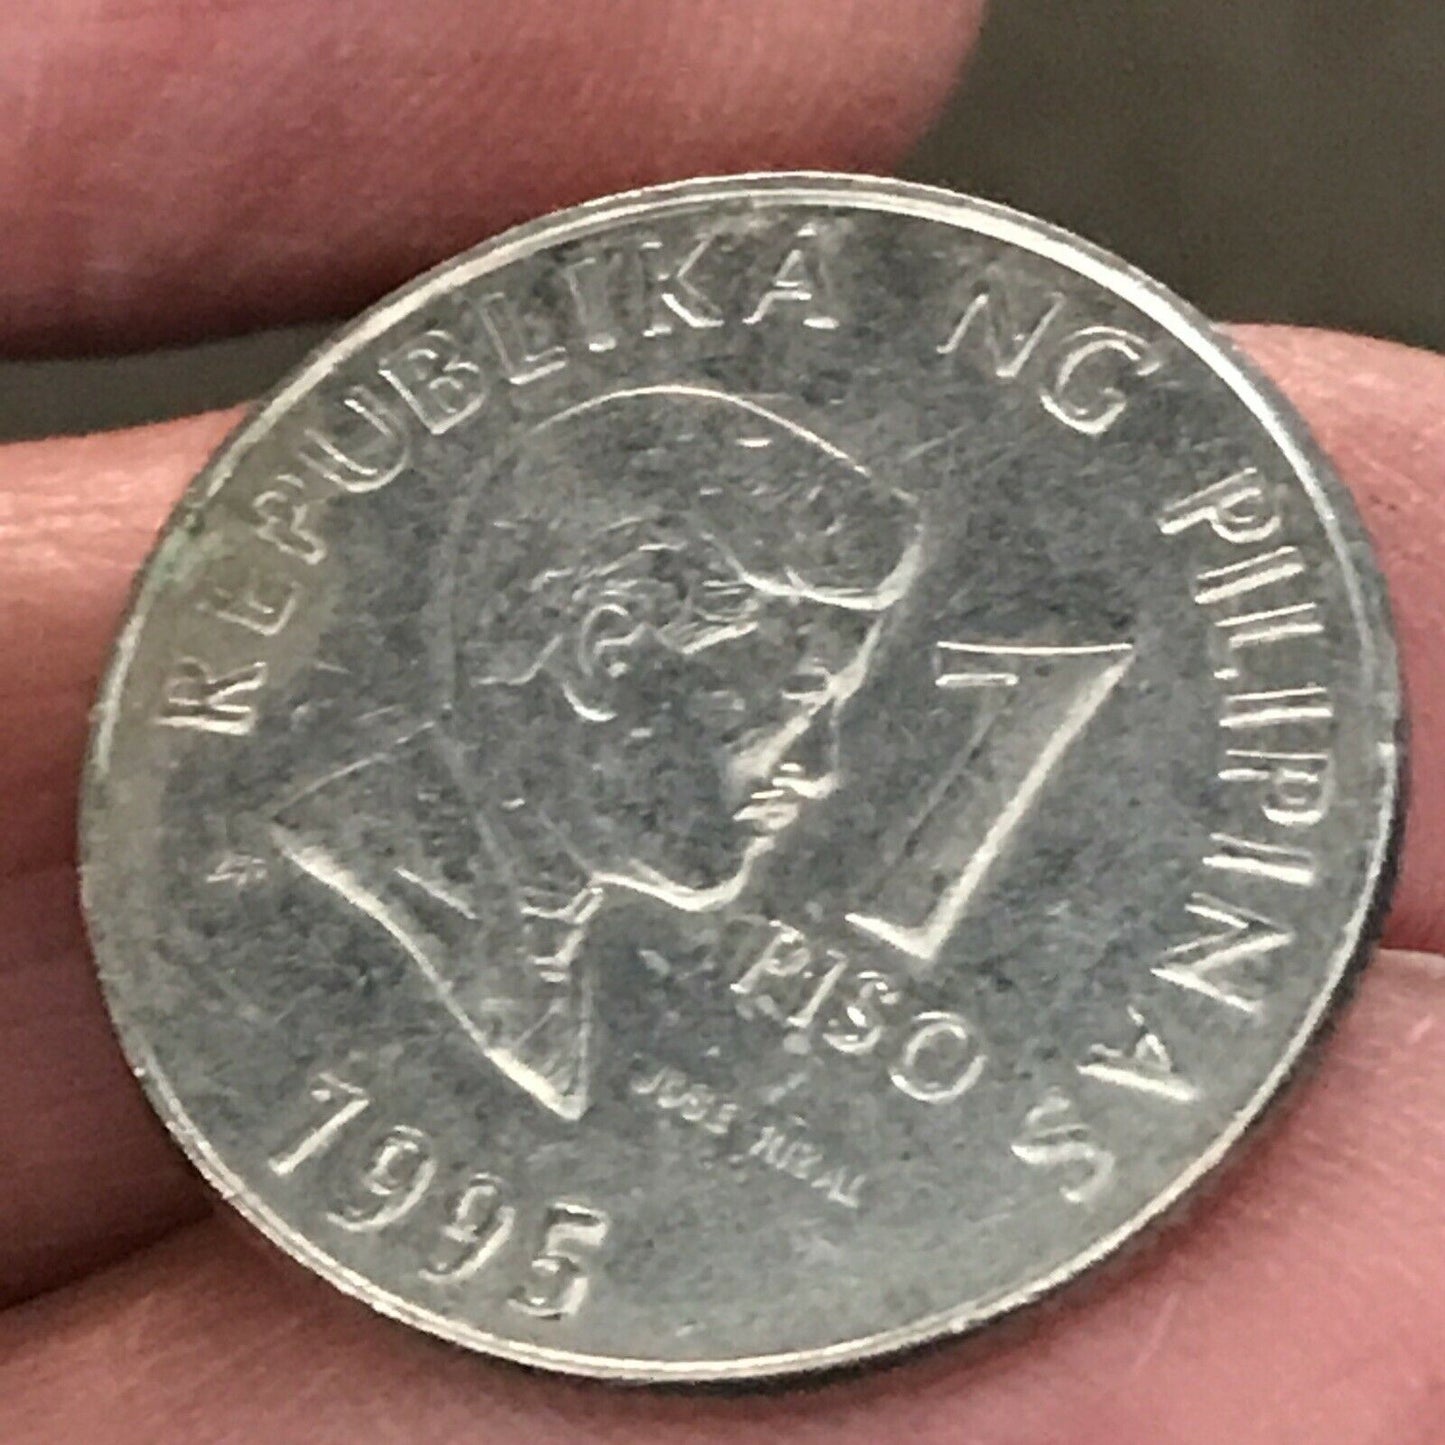 REPUBLIKA NG PILIPINAS
1
PISO
JOSE RIZAL
1995